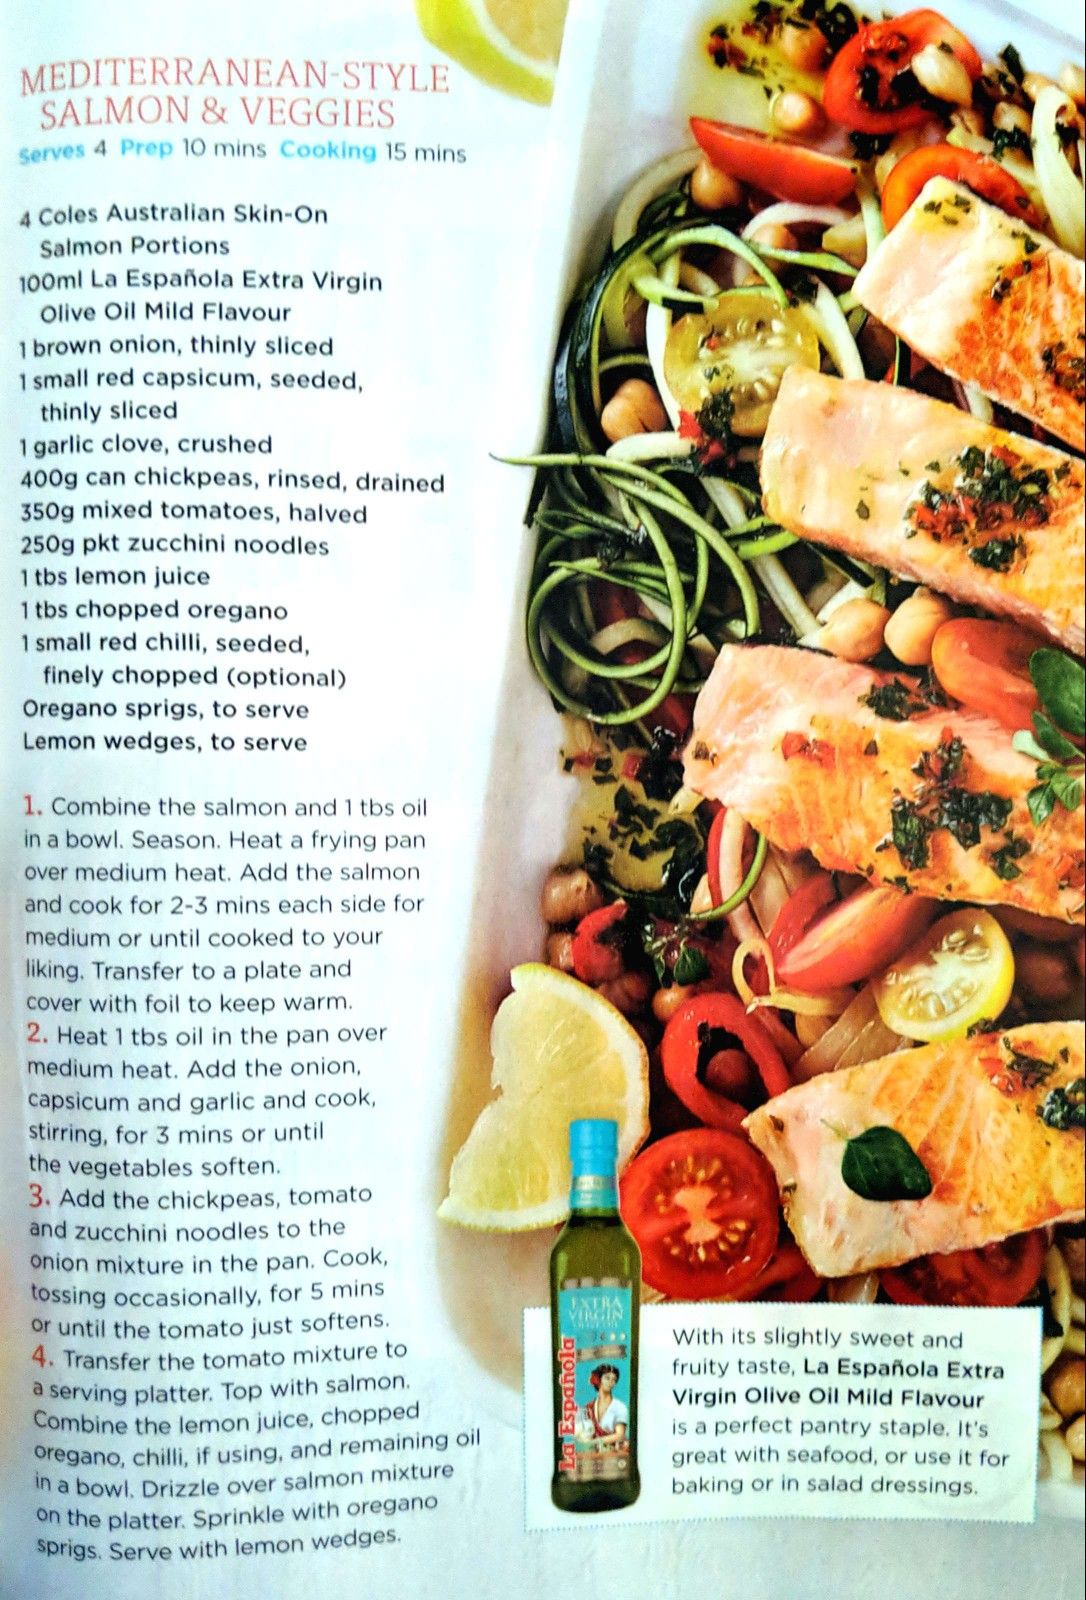 MEDITERRANEAN-STYLE
SALMON & VEGGIES
Serves 4 Prep 10 mins Cooking 15 mins
4 Coles Australian Skin-On
Salmon Portions
100ml La Española Extra Virgin
Olive Oil Mild Flavour
1 brown onion, thinly sliced
1 small red capsicum, seeded,
thinly sliced
1 garlic clove, crushed
400g can chickpeas, rinsed, drained
350g mixed tomatoes, halved
250g pkt zucchini noodles
1 tbs lemon juice
1 tbs chopped oregano
1 small red chilli, seeded,
finely chopped (optional)
Oregano sprigs, to serve
Lemon wedges, to serve
1. Combine the salmon and 1 tbs oil
in a bowl. Season. Heat a frying pan
over medium heat. Add the salmon
and cook for 2-3 mins each side for
medium or until cooked to your
liking. Transfer to a plate and
cover with foil to keep warm.
2. Heat 1 tbs oil in the pan over
medium heat. Add the onion,
capsicum and garlic and cook,
stirring, for 3 mins or until
the vegetables soften.
3. Add the chickpeas, tomato
and zucchini noodles to the
onion mixture in the pan. Cook,
tossing occasionally, for 5 mins
or until the tomato just softens.
4. Transfer the tomato mixture to
a serving platter. Top with salmon.
Combine the lemon juice, chopped
oregano, chilli, if using, and remaining oil
in a bowl. Drizzle over salmon mixture
on the platter. Sprinkle with oregano
sprigs. Serve with lemon wedges.
EXTRA
VIRGIN
La Española
With its slightly sweet and
fruity taste, La Española Extra
Virgin Olive Oil Mild Flavour
is a perfect pantry staple. It's
great with seafood, or use it for
baking or in salad dressings.